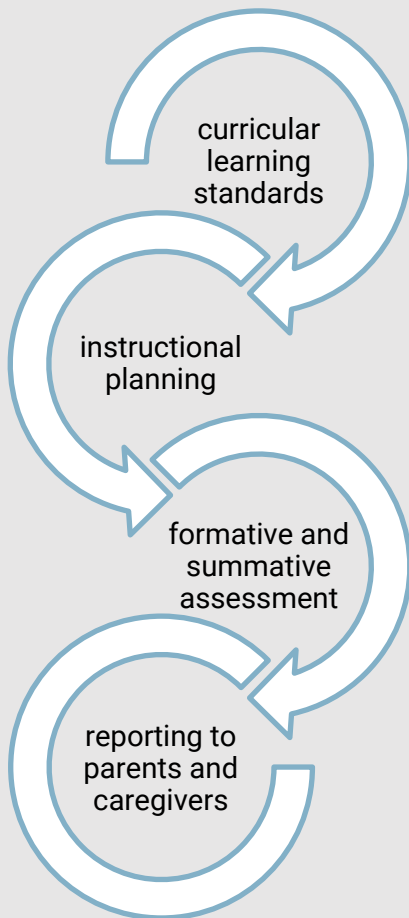 curricular
learning
standards
instructional
planning
formative and
summative
assessment
reporting to
parents and
caregivers